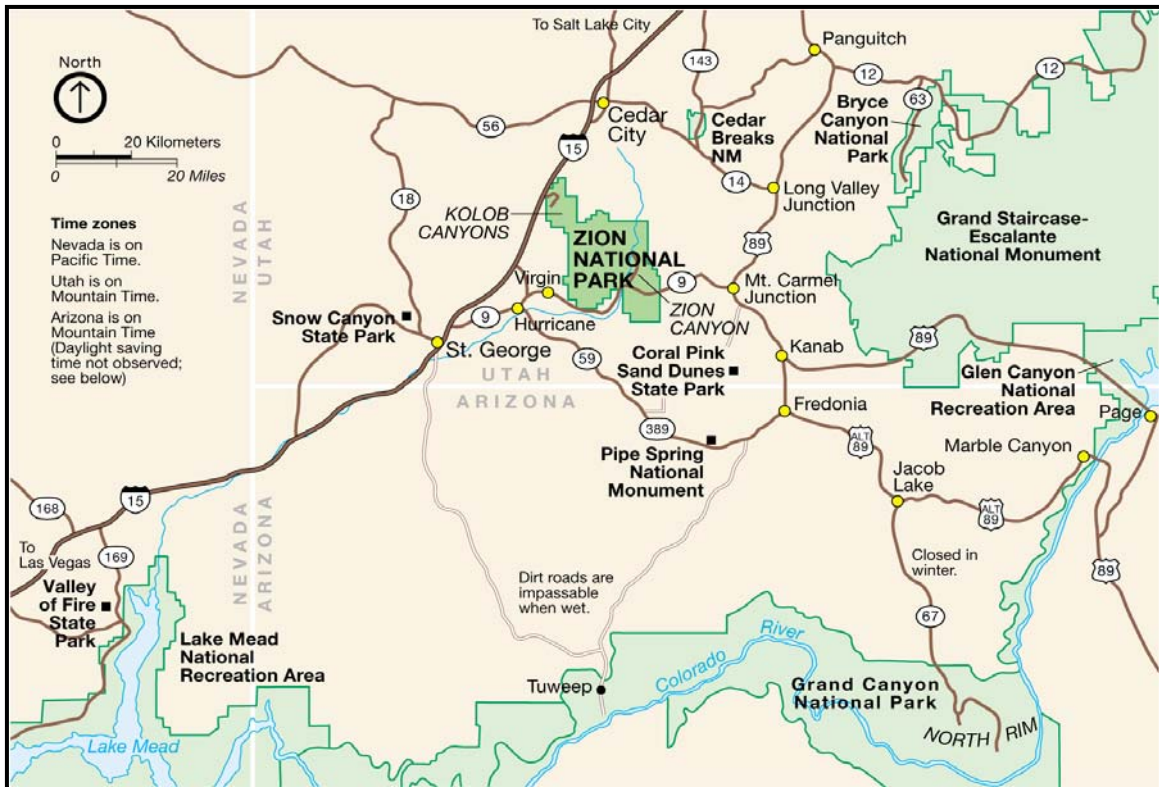 To Salt Lake City
Panguitch
North
143
12
12
63
0 20 Kilometers
0 20 Miles
56
Cedar
City
Cedar
Breaks
NM
Bryce
Canyon
National
Park
15
14
Long Valley
Junction
18
KOLOB
CANYONS
Time zones
Nevada is on
Pacific Time.
Utah is on
Mountain Time.
Arizona is on
Mountain Time
(Daylight saving
time not observed;
see below)
NEVADA
UTAH
ZION
NATIONAL
PARK
89
Grand Staircase-
Escalante
National Monument
Virgin
9
Mt. Carmel
Junction
ZION
CANYON
Snow Canyon
State Park
9
Hurricane
St. George
59
Coral Pink
Sand Dunes
State Park
Kanab
89
Glen Canyon
National
Recreation Area
UTAH
ARIZONA
Fredonia
Page
389
ALT
89
Marble Canyon
Pipe Spring
National
Monument
Jacob
Lake
ALT
89
15
168
To
Las Vegas
169
NEVADA
ARIZONA
Closed in
winter.
89
Dirt roads are
impassable
when wet.
67
Valley
of Fire
State
Park
Lake Mead
National
Recreation Area
Tuweep
Colorado
River
Grand Canyon
National Park
NORTH
RIM
Lake Mead